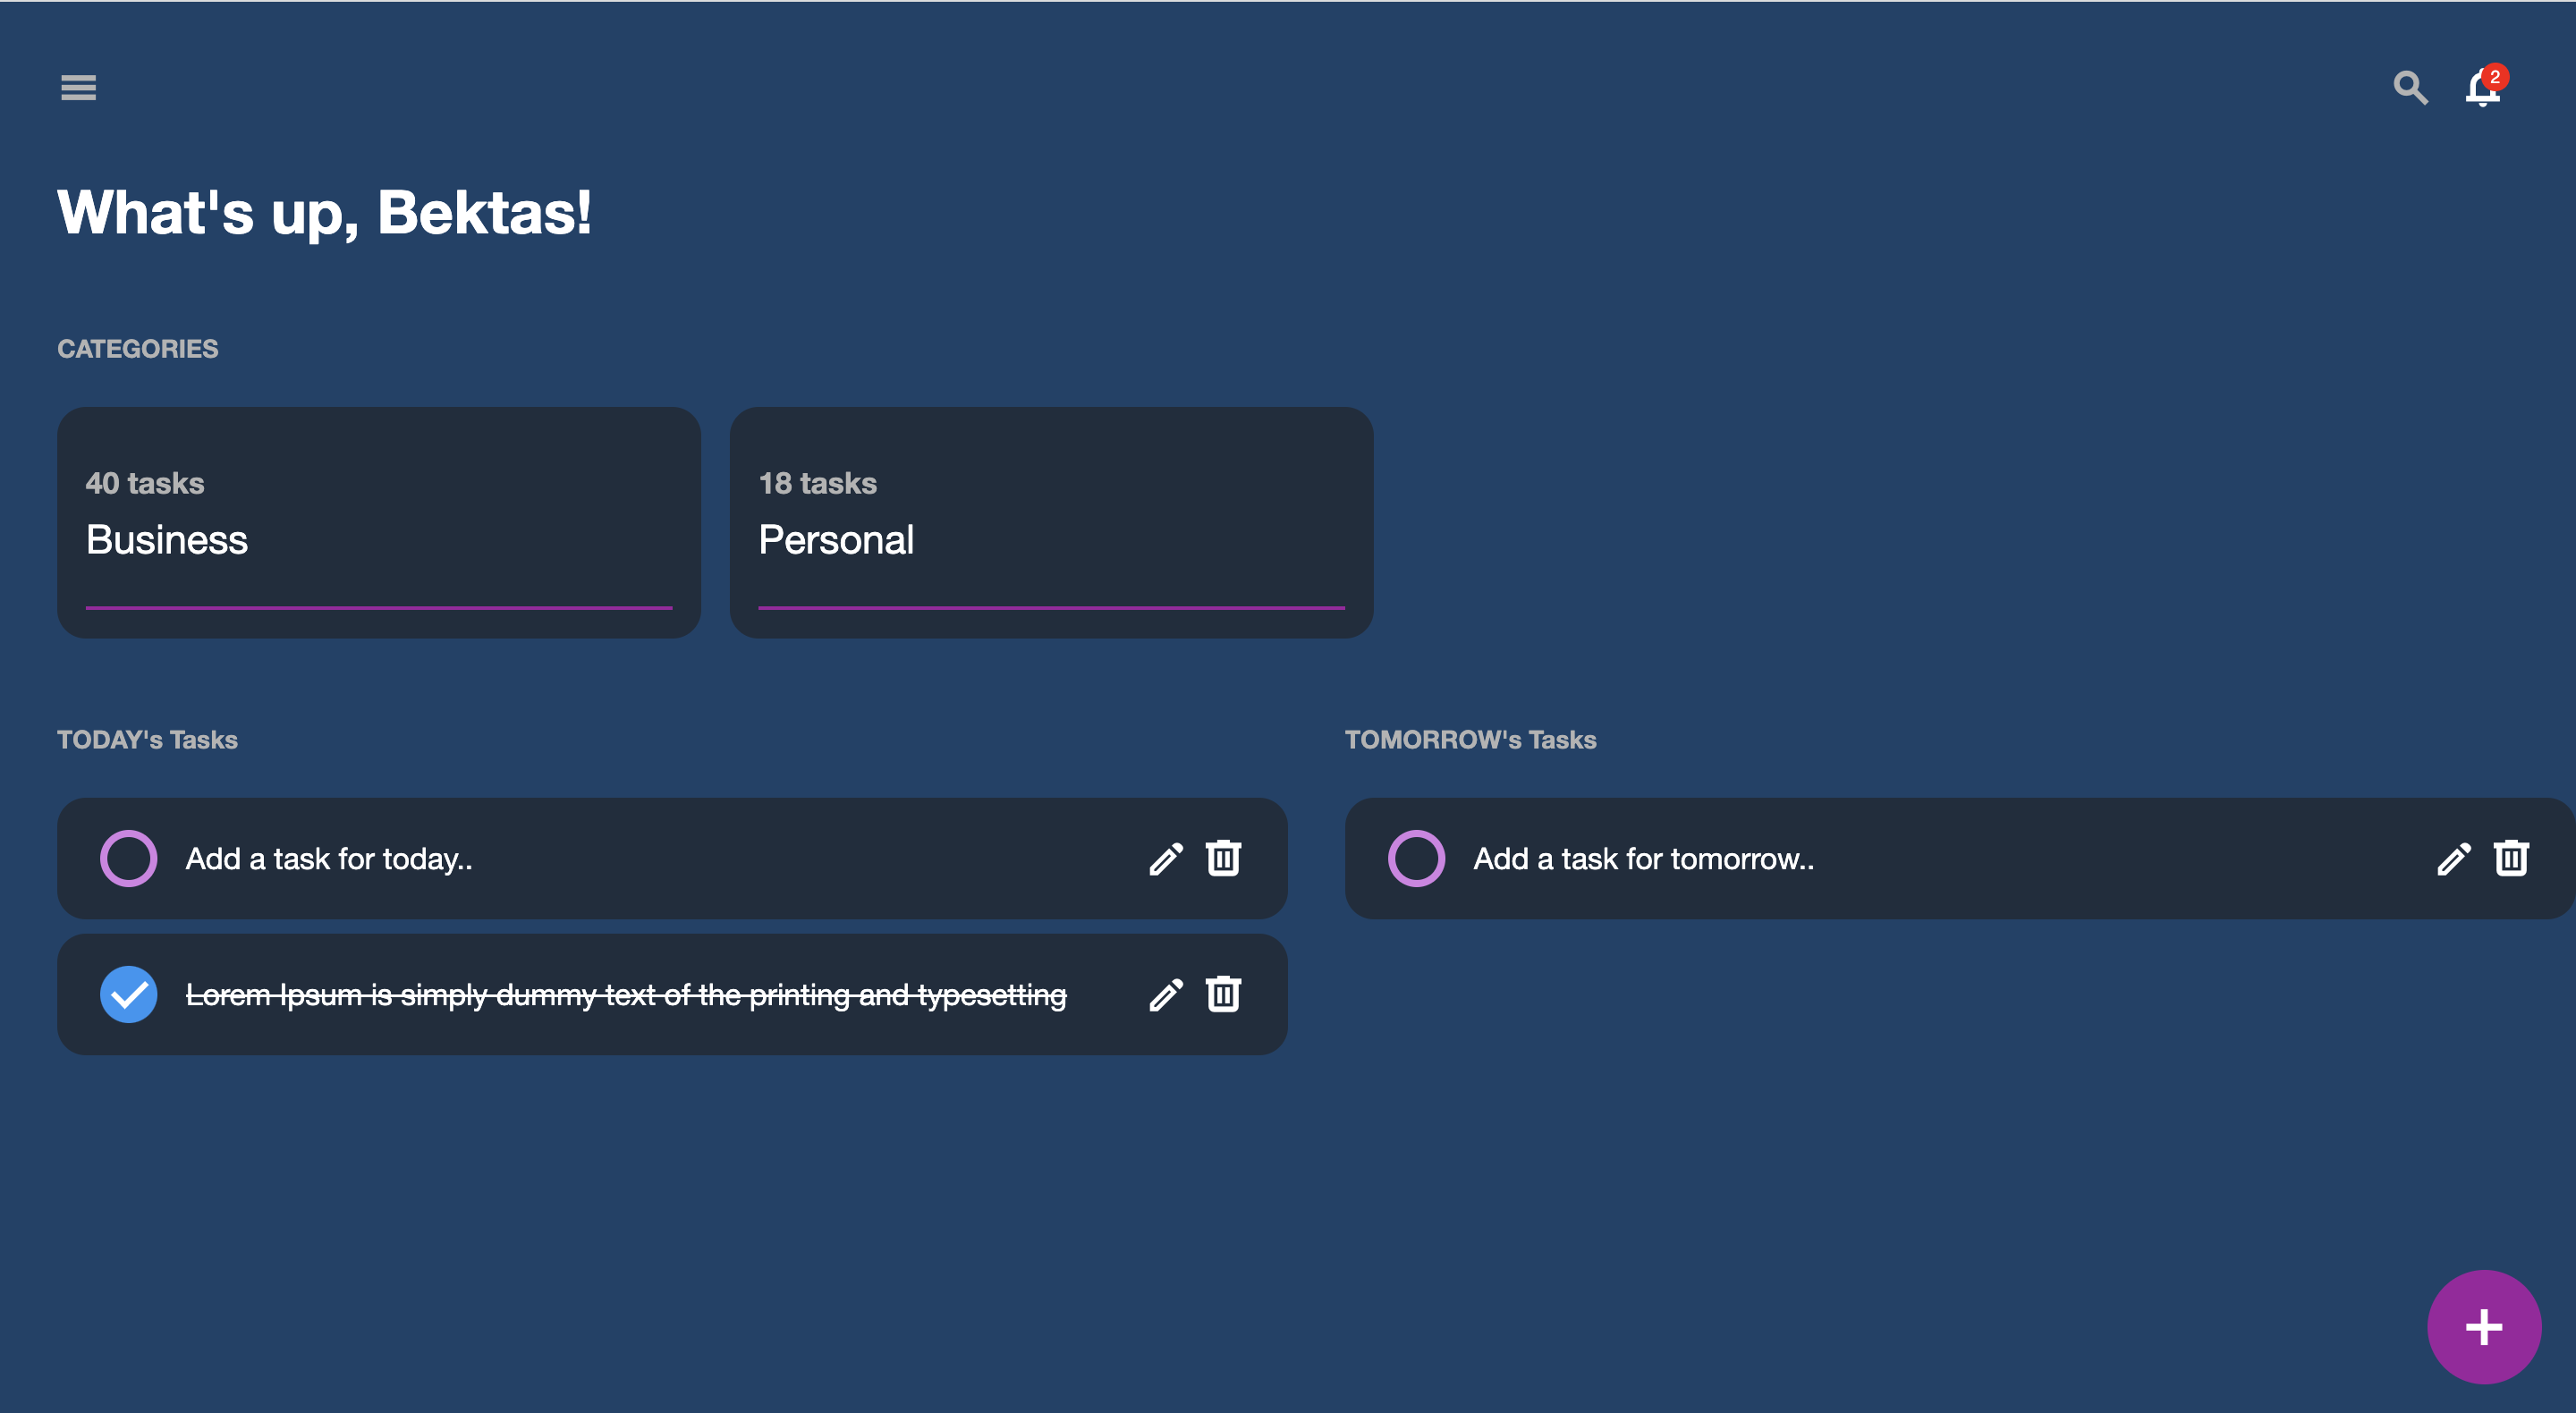 2
What's up, Bektas!
CATEGORIES
40 tasks
Business
18 tasks
Personal
TODAY's Tasks
Add a task for today..
Lorem Ipsum is simply dummy text of the printing and typesetting
TOMORROW's Tasks
Add a task for tomorrow..